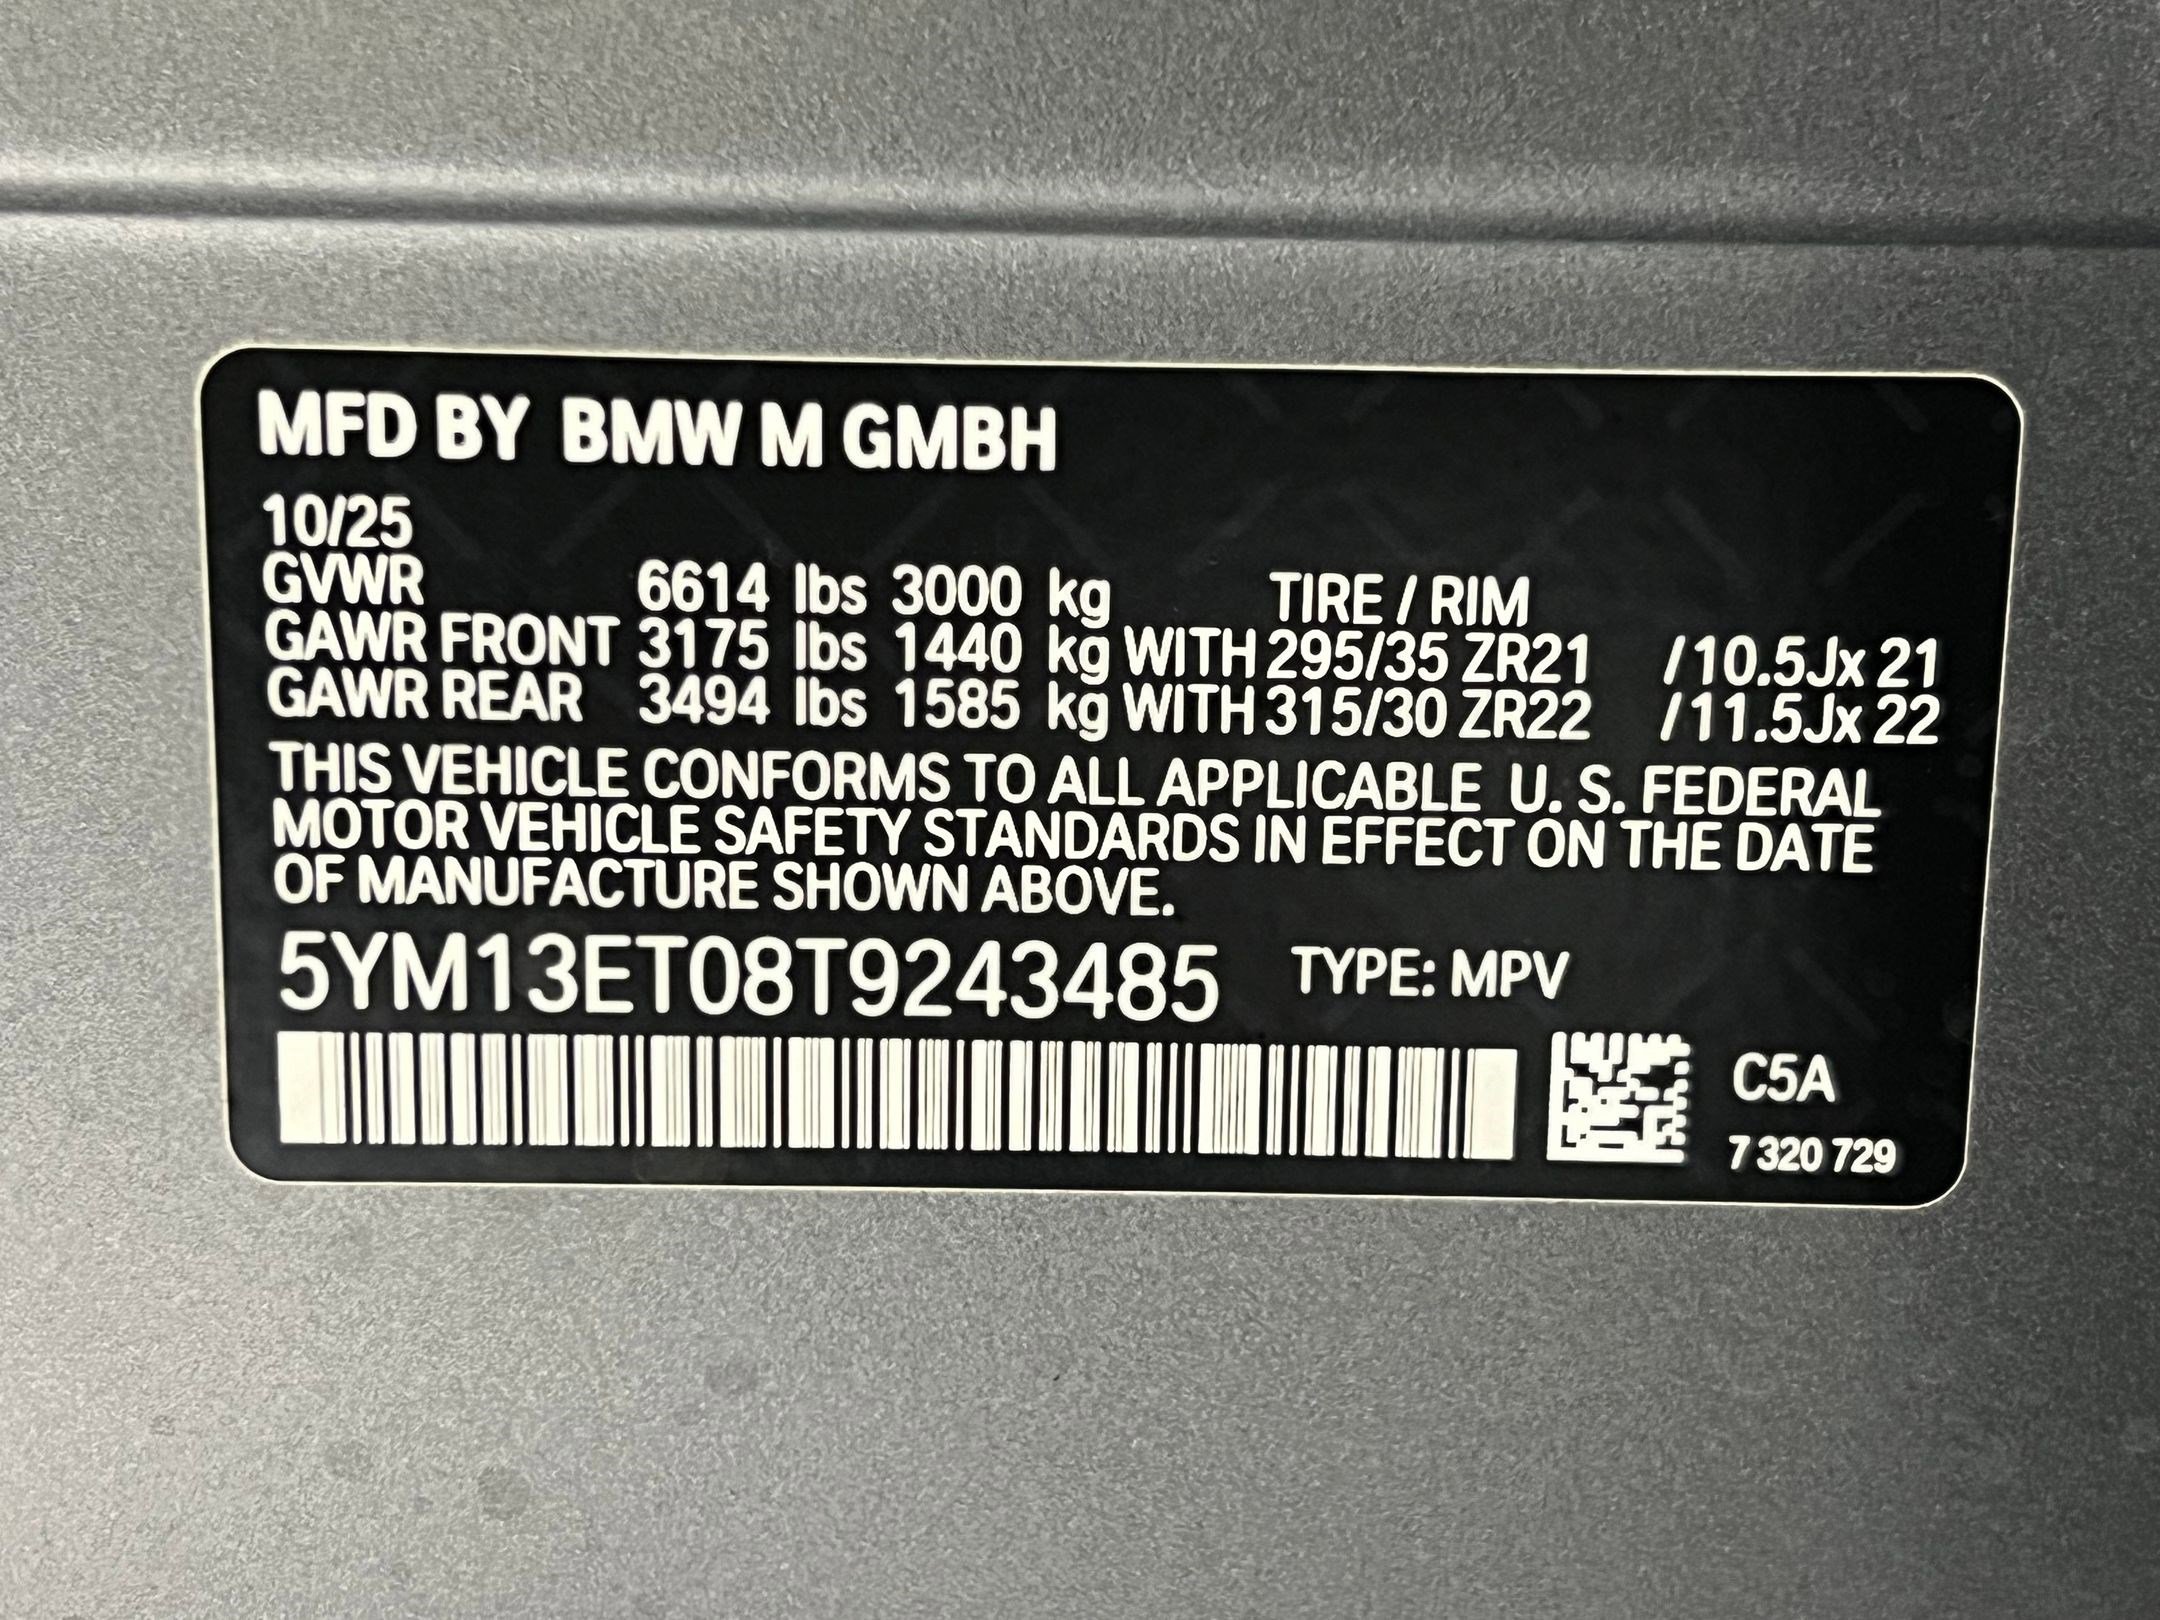 MFD BY BMW M GMBH
10/25
GVWR 6614 lbs 3000 kg TIRE / RIM
GAWR FRONT 3175 lbs 1440 kg WITH 295/35 ZR21 /10.5Jx 21
GAWR REAR 3494 lbs 1585 kg WITH 315/30 ZR22 /11.5Jx 22
THIS VEHICLE CONFORMS TO ALL APPLICABLE U. S. FEDERAL
MOTOR VEHICLE SAFETY STANDARDS IN EFFECT ON THE DATE
OF MANUFACTURE SHOWN ABOVE.
5YM13ET08T9243485 TYPE: MPV
C5A
7 320 729